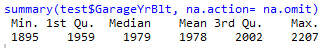 summary(test$GarageYrBlt, na.action= na.omit)
Min. 1st Qu. Median Mean 3rd Qu. Max.
1895 1959 1979 1978 2002 2207